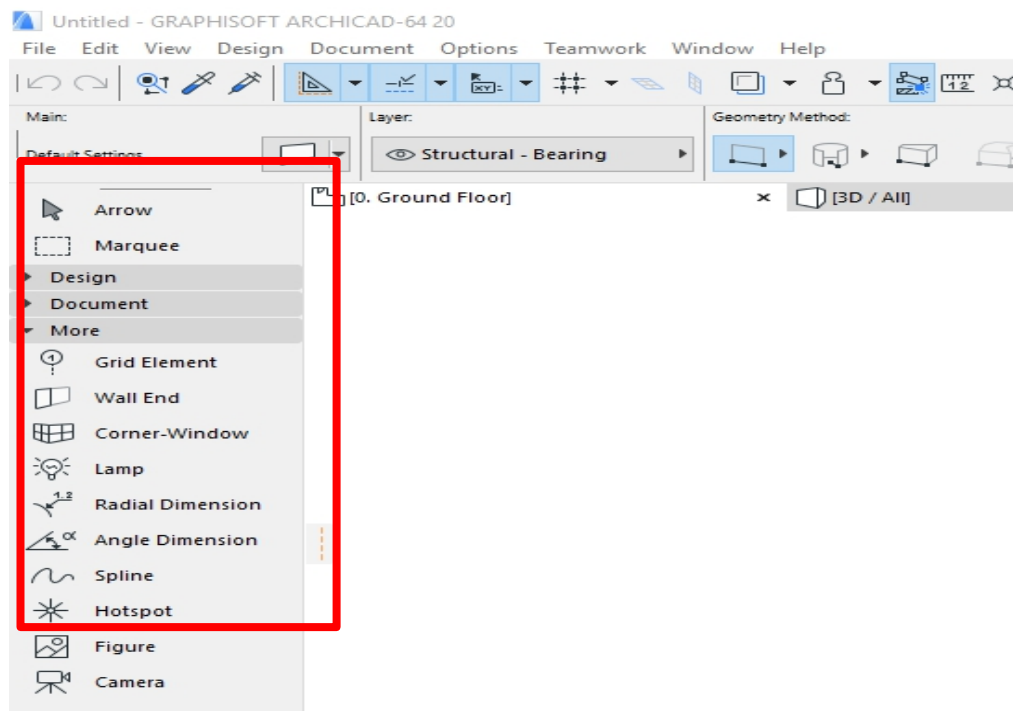 Untitled - GRAPHISOFT ARCHICAD-64 20
File Edit View Design Document Options Teamwork Window Help
Main: Layer: Geometry Method:
Default Settings Structural - Bearing
[0. Ground Floor] [3D / All]
Arrow
Marquee
Design
Document
More
Grid Element
Wall End
Corner-Window
Lamp
1.2 Radial Dimension
α Angle Dimension
Spline
Hotspot
Figure
Camera